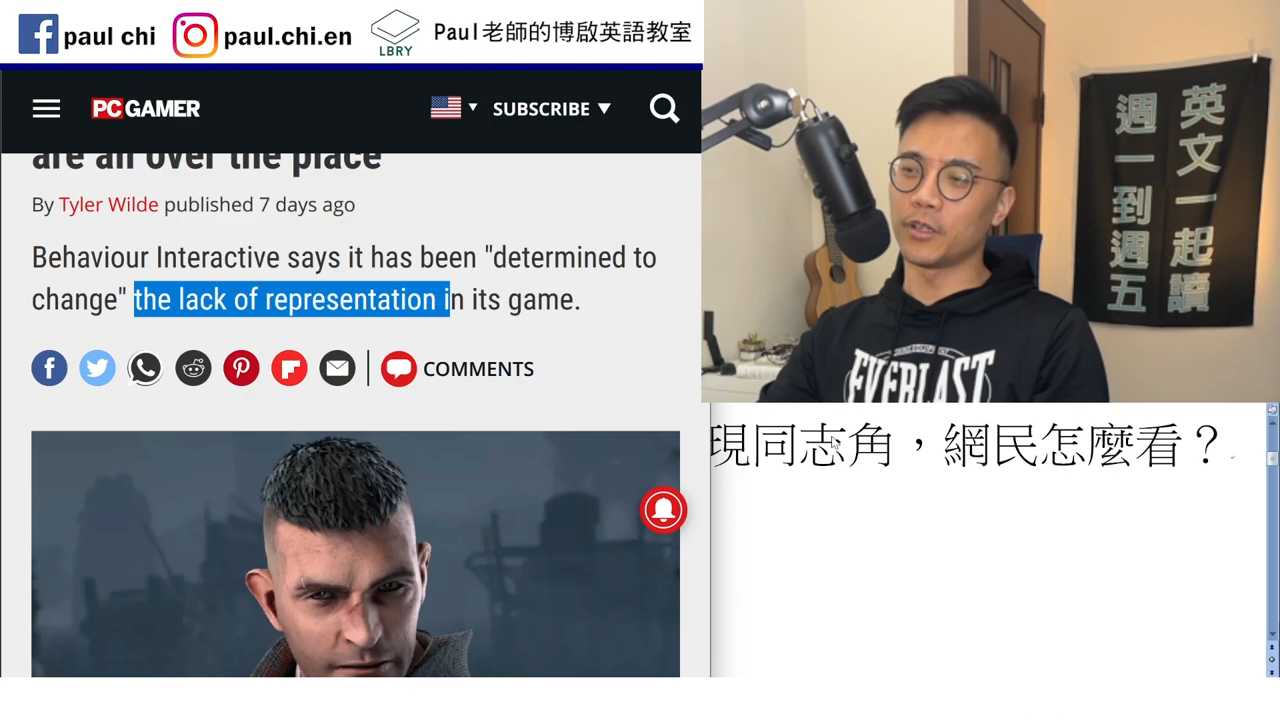 paul chi
paul.chi.en
LBRY
Paul老師的博啟英語教室
PC GAMER
SUBSCRIBE
are all over the place
By Tyler Wilde published 7 days ago
Behaviour Interactive says it has been "determined to
change" the lack of representation in its game.
COMMENTS
英文一起讀
週一到週五
EVERLAST
現同志角，網民怎麼看？